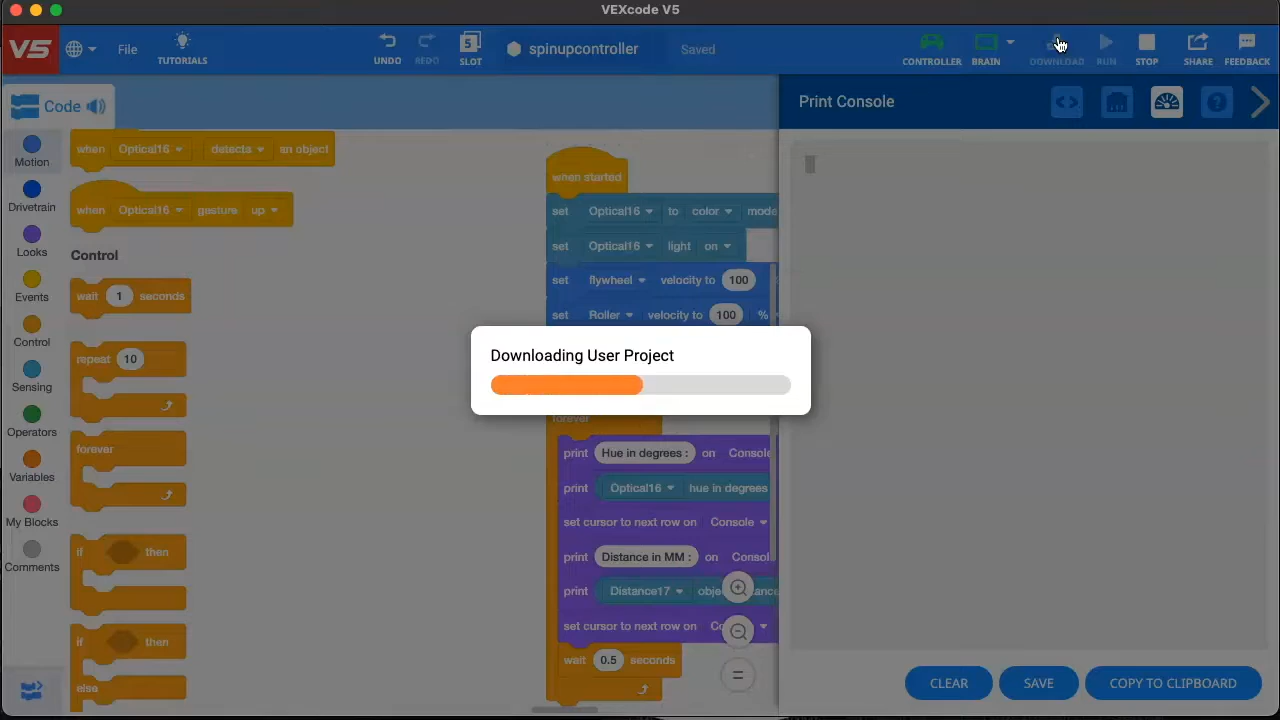 VEXcode V5
V5
File
TUTORIALS
UNDO
REDO
5
SLOT
spinupcontroller
Saved
CONTROLLER
BRAIN
DOWNLOAD
RUN
STOP
SHARE
FEEDBACK
Code
Print Console
Motion
Drivetrain
Looks
Events
Control
Sensing
Operators
Variables
My Blocks
Comments
when Optical16 detects an object
when Optical16 gesture up
Control
wait 1 seconds
repeat 10
forever
if then
if then
else
when started
set Optical16 to color mode
set Optical16 light on
set flywheel velocity to 100
set Roller velocity to 100 %
Downloading User Project
forever
print Hue in degrees : on Console
print Optical16 hue in degrees
set cursor to next row on Console
print Distance in MM : on Consol
print Distance17
set cursor to next row on
wait 0.5 seconds
CLEAR
SAVE
COPY TO CLIPBOARD